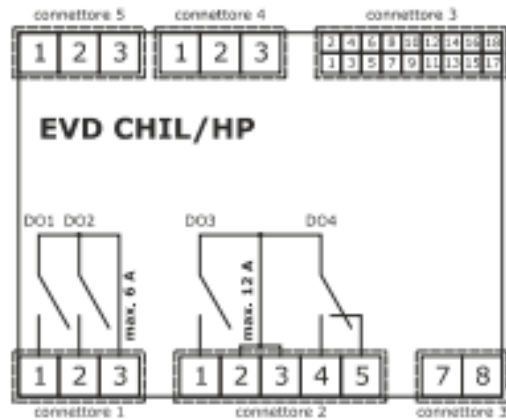 connettore 5 connettore 4 connettore 3
1 2 3 1 2 3 2 4 6 8 10 12 14 16 18
1 3 5 7 9 11 13 15 17
EVD CHIL/HP
DO1 DO2 DO3 DO4
max. 6 A max. 12 A
1 2 3 1 2 3 4 5 7 8
connettore 1 connettore 2 connettore 3